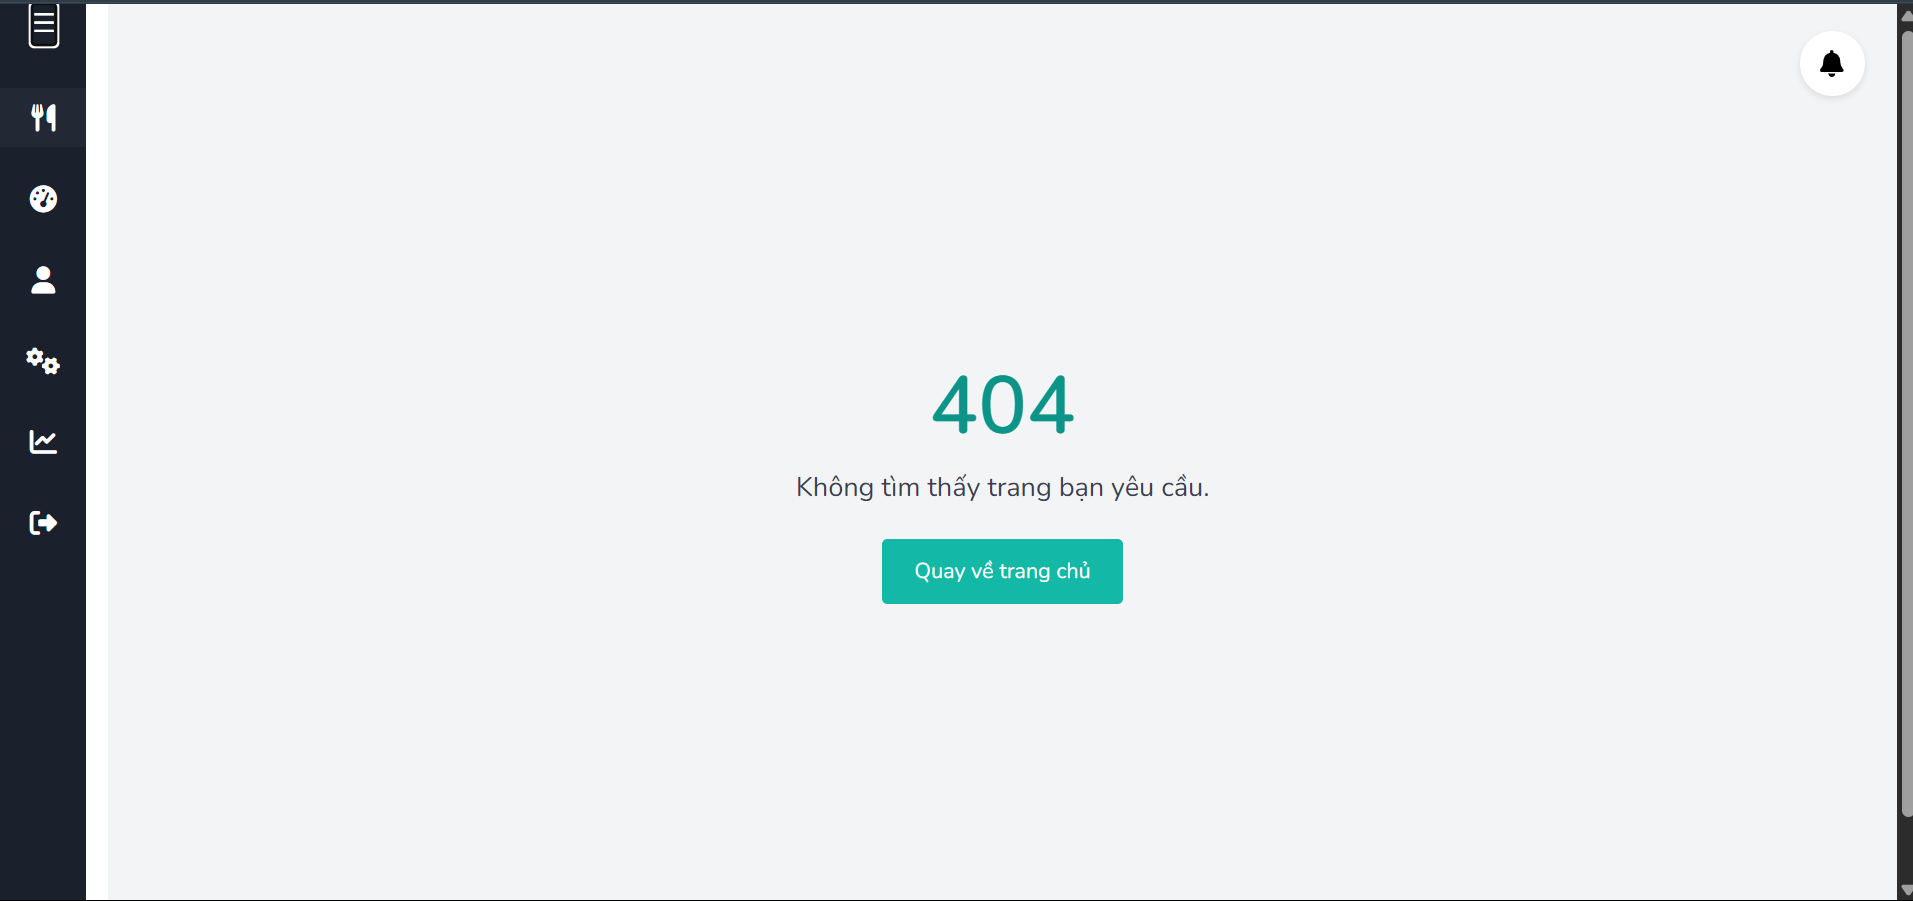 404
Không tìm thấy trang bạn yêu cầu.
Quay về trang chủ